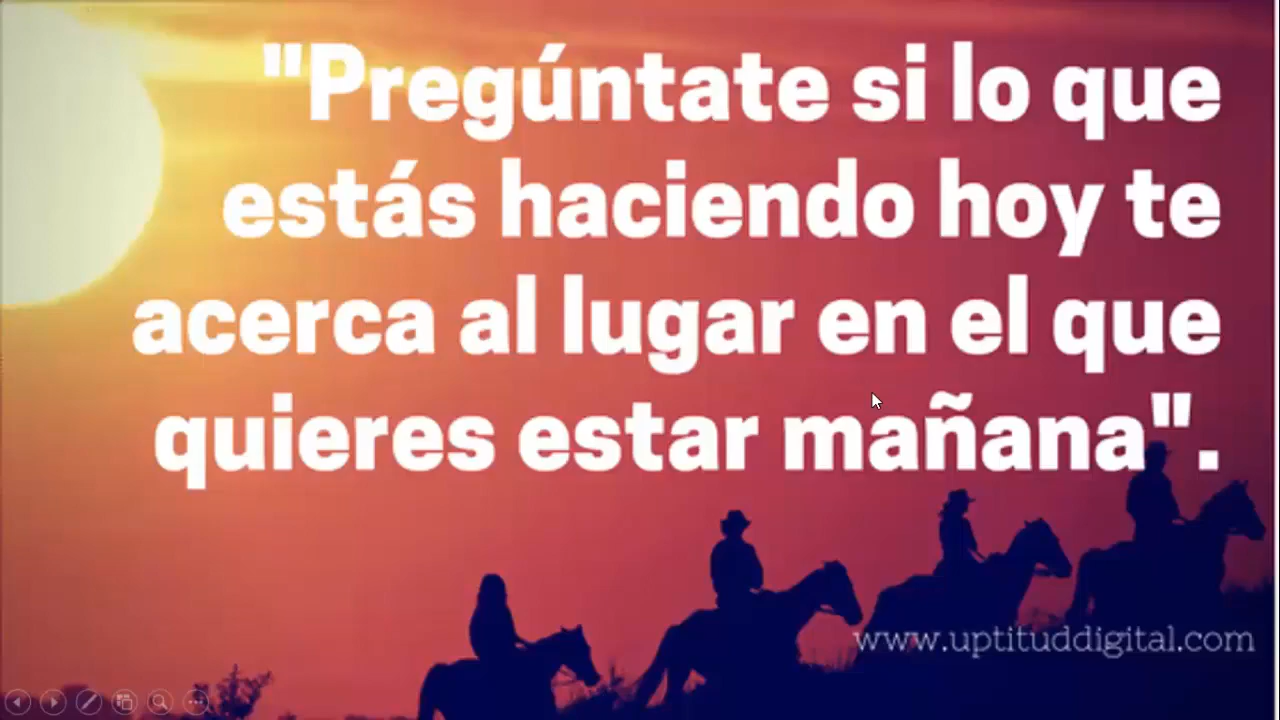 "Pregúntate si lo que
estás haciendo hoy te
acerca al lugar en el que
quieres estar mañana".
www.uptituddigital.com